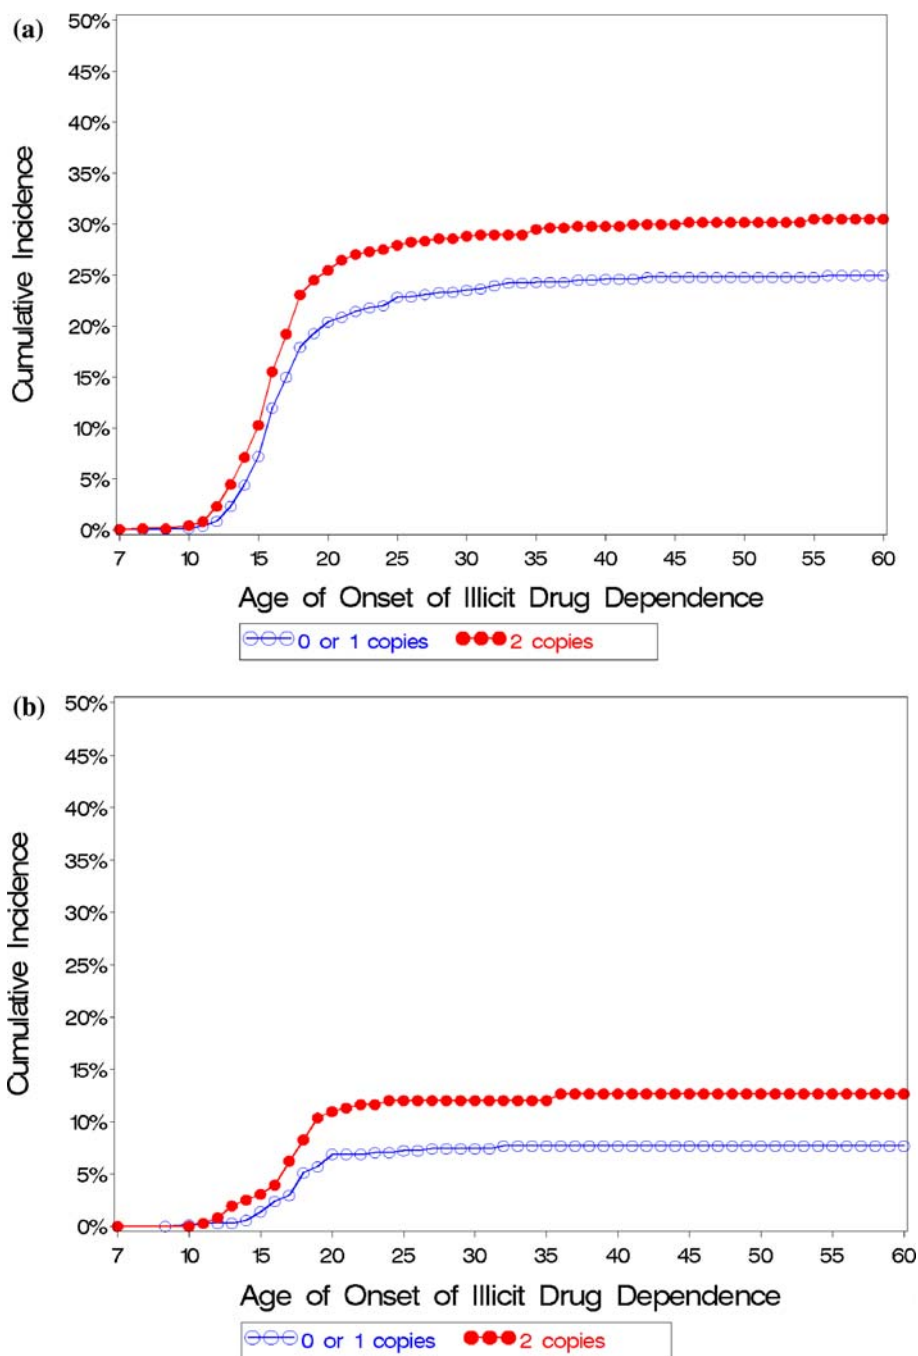 (a)
50%
45%
40%
35%
30%
25%
20%
15%
10%
5%
0%
Cumulative Incidence
7 10 15 20 25 30 35 40 45 50 55 60
Age of Onset of Illicit Drug Dependence
0 or 1 copies 2 copies
(b)
50%
45%
40%
35%
30%
25%
20%
15%
10%
5%
0%
Cumulative Incidence
7 10 15 20 25 30 35 40 45 50 55 60
Age of Onset of Illicit Drug Dependence
0 or 1 copies 2 copies